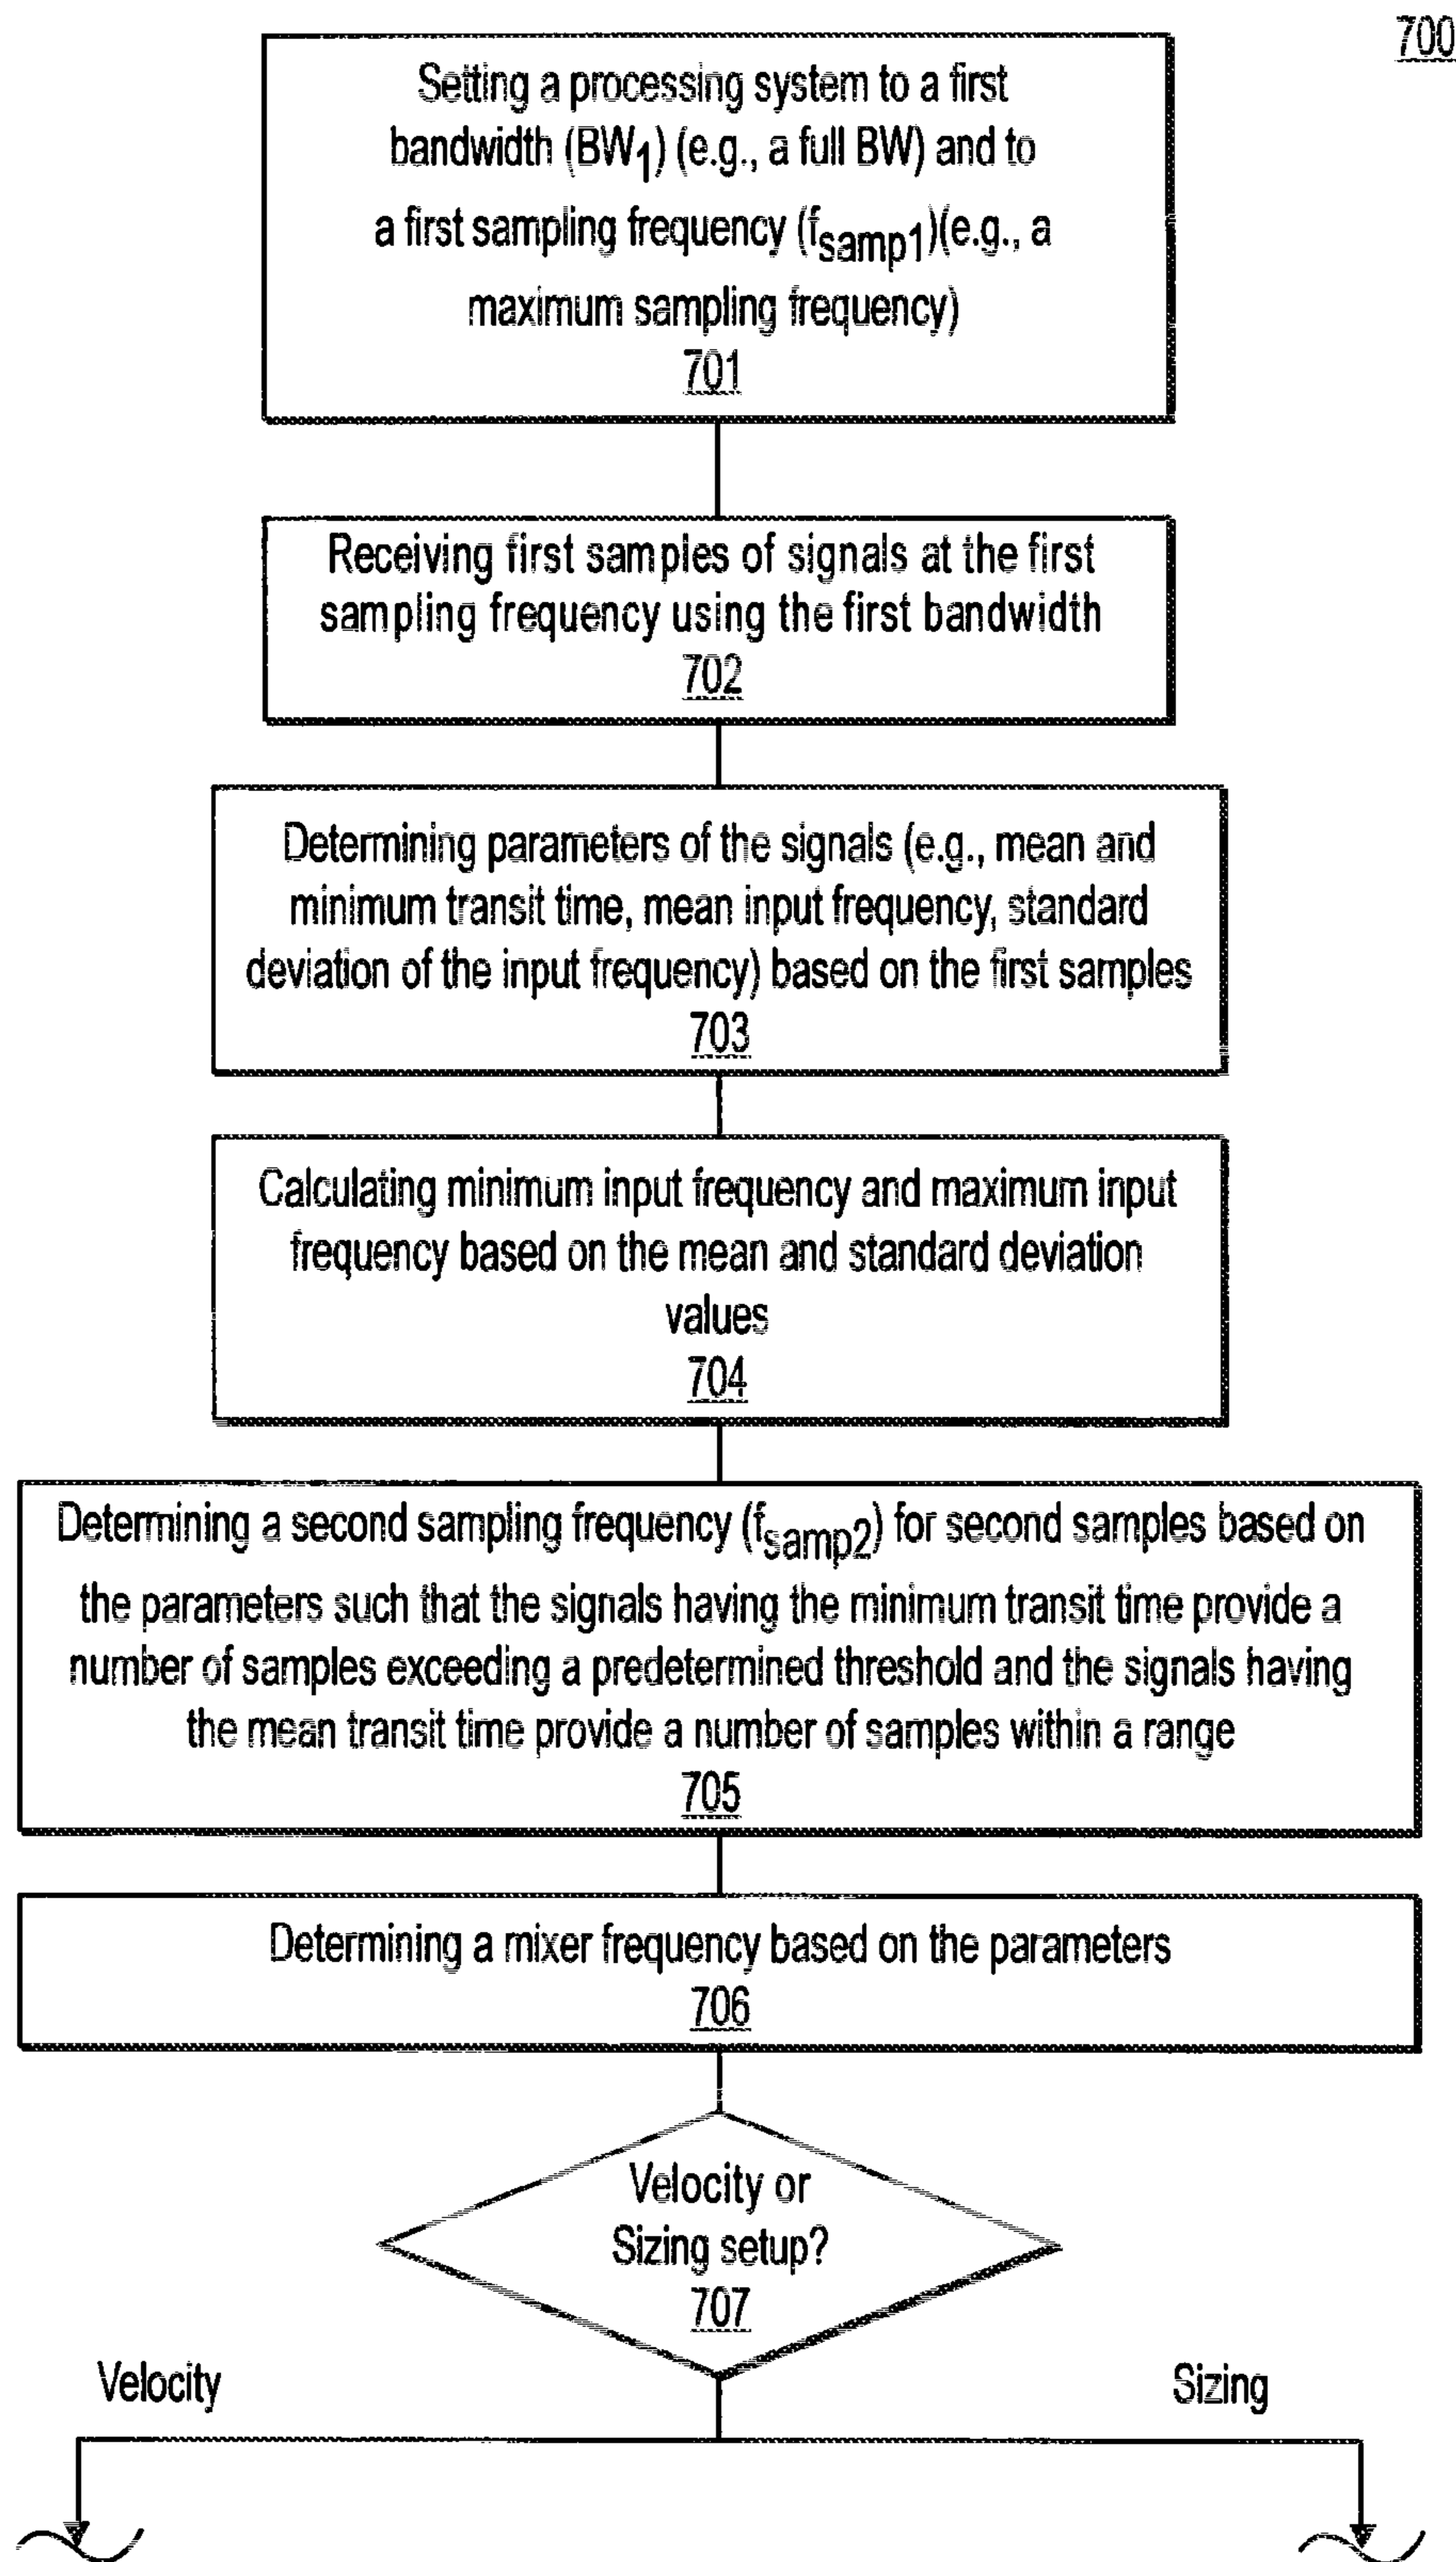 700
Setting a processing system to a first
bandwidth (BW1) (e.g., a full BW) and to
a first sampling frequency (fsamp1)(e.g., a
maximum sampling frequency)
701
Receiving first samples of signals at the first
sampling frequency using the first bandwidth
702
Determining parameters of the signals (e.g., mean and
minimum transit time, mean input frequency, standard
deviation of the input frequency) based on the first samples
703
Calculating minimum input frequency and maximum input
frequency based on the mean and standard deviation
values
704
Determining a second sampling frequency (fsamp2) for second samples based on
the parameters such that the signals having the minimum transit time provide a
number of samples exceeding a predetermined threshold and the signals having
the mean transit time provide a number of samples within a range
705
Determining a mixer frequency based on the parameters
706
Velocity or
Sizing setup?
707
Velocity
Sizing